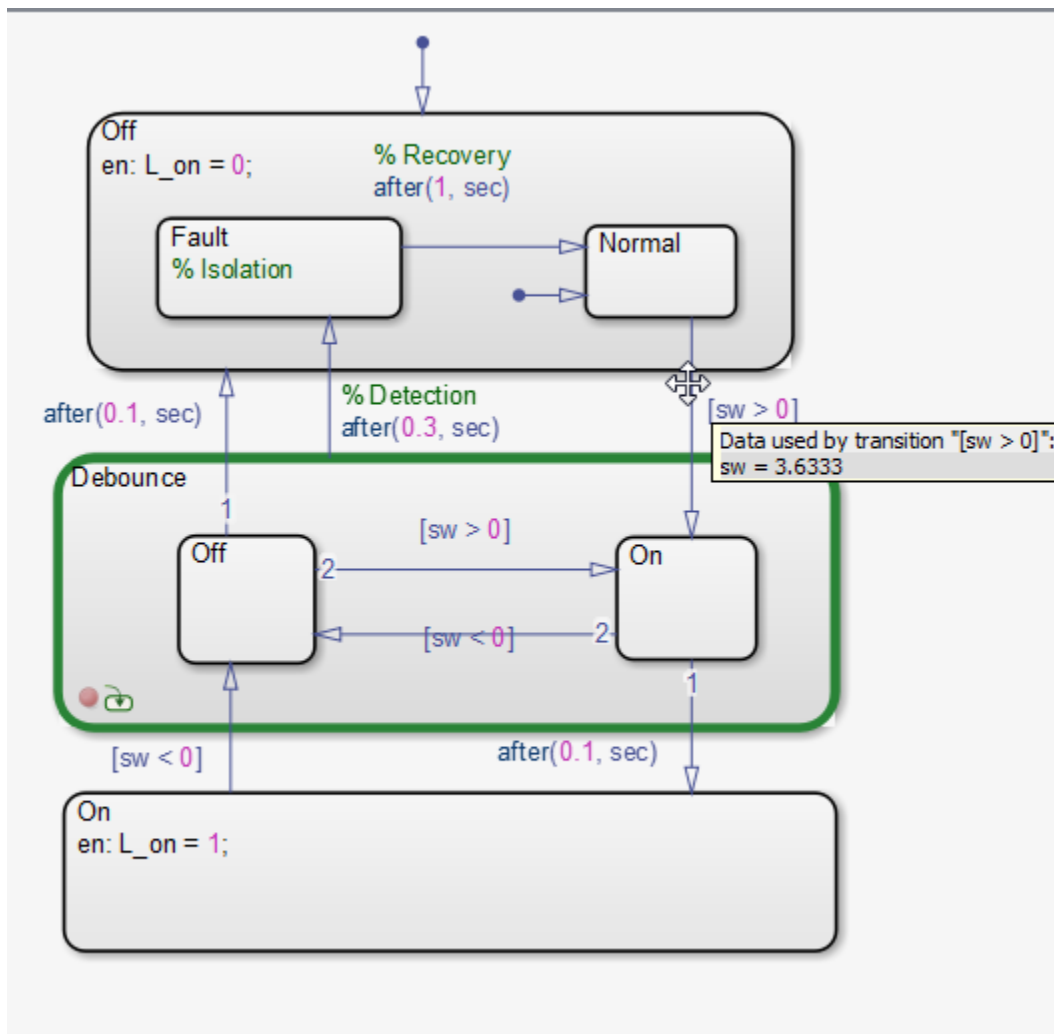 Off
en: L_on = 0;
% Recovery
after(1, sec)
Fault
% Isolation
Normal
after(0.1, sec)
% Detection
after(0.3, sec)
[sw > 0]
Data used by transition "[sw > 0]":
sw = 3.6333
Debounce
1
Off
[sw > 0]
2
On
[sw < 0]
2
1
[sw < 0]
after(0.1, sec)
On
en: L_on = 1;